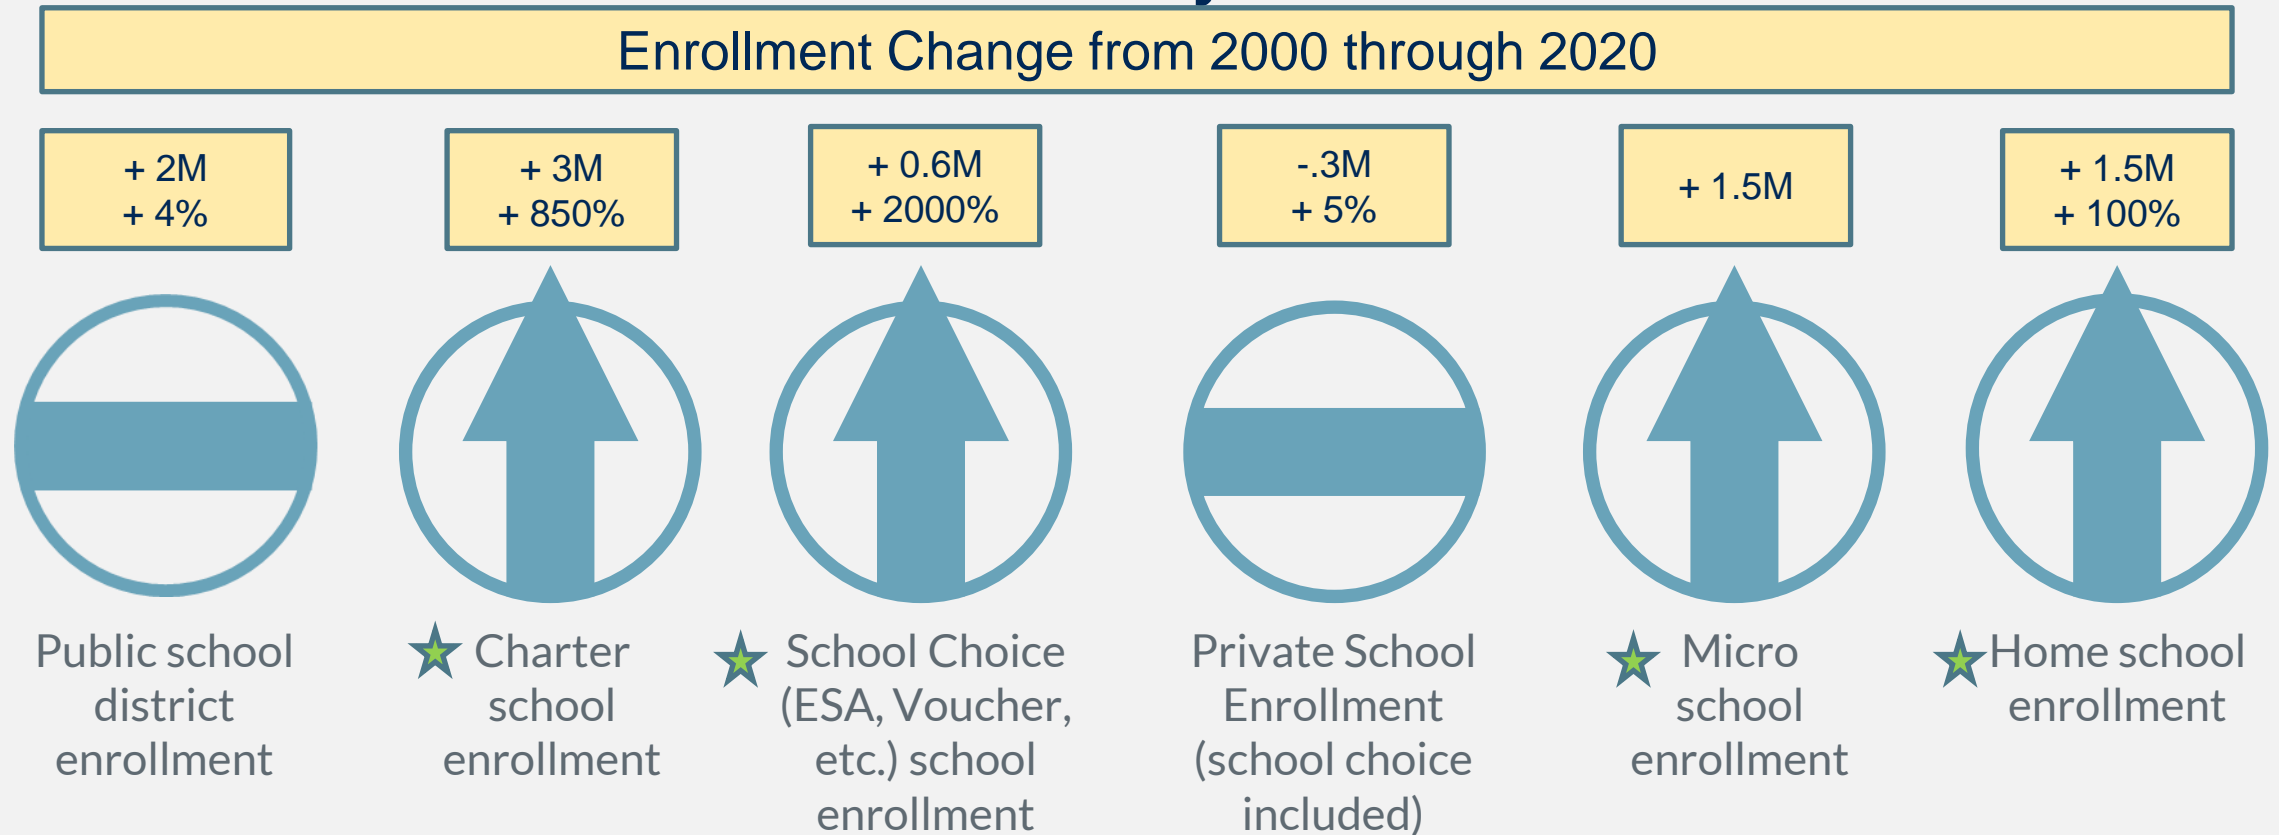 Enrollment Change from 2000 through 2020
+ 2M
+ 4%
+ 3M
+ 850%
+ 0.6M
+ 2000%
-.3M
+ 5%
+ 1.5M
+ 1.5M
+ 100%
Public school
district
enrollment
Charter
school
enrollment
School Choice
(ESA, Voucher,
etc.) school
enrollment
Private School
Enrollment
(school choice
included)
Micro
school
enrollment
Home school
enrollment